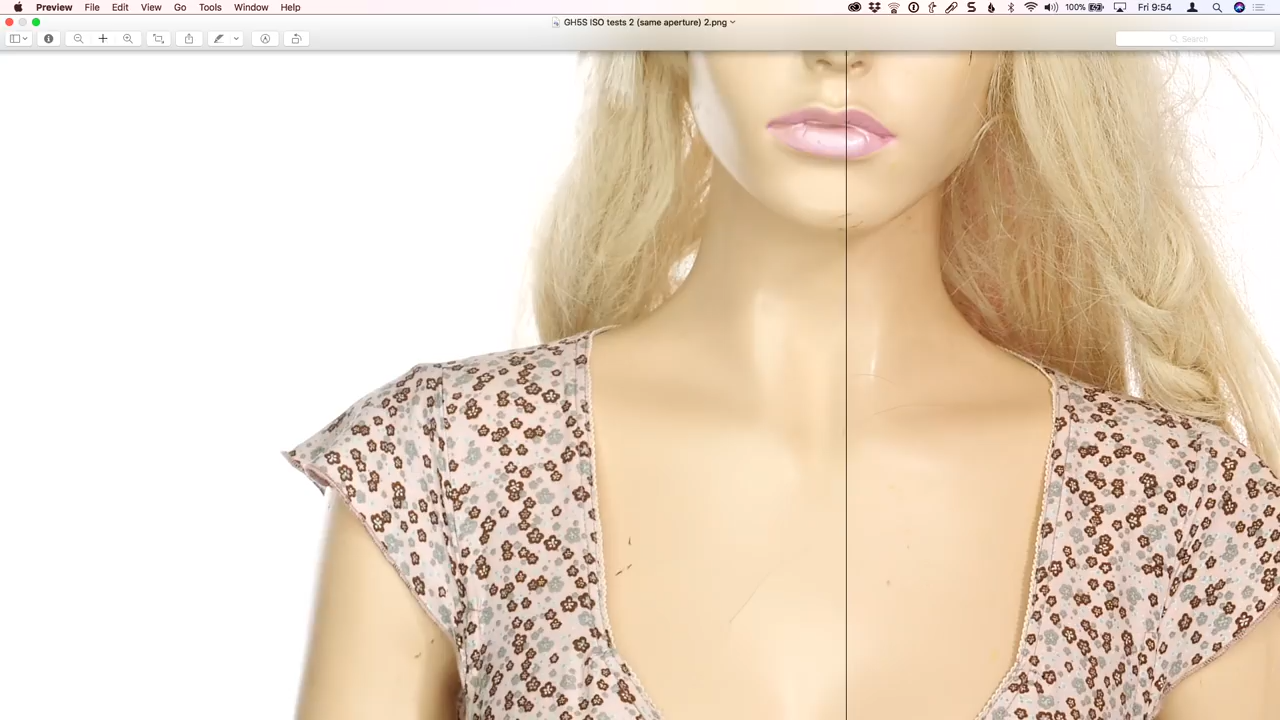 Preview File Edit View Go Tools Window Help 100% Fri 9:54
GH5S ISO tests 2 (same aperture) 2.png
Search